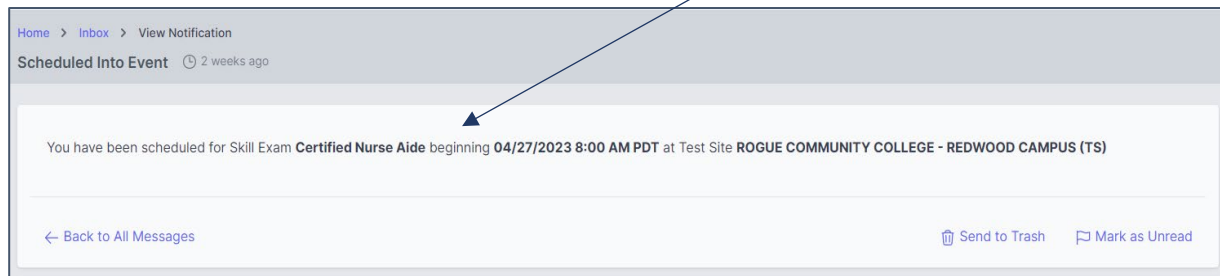 Home > Inbox > View Notification
Scheduled Into Event 2 weeks ago
You have been scheduled for Skill Exam Certified Nurse Aide beginning 04/27/2023 8:00 AM PDT at Test Site ROGUE COMMUNITY COLLEGE - REDWOOD CAMPUS (TS)
← Back to All Messages Send to Trash Mark as Unread